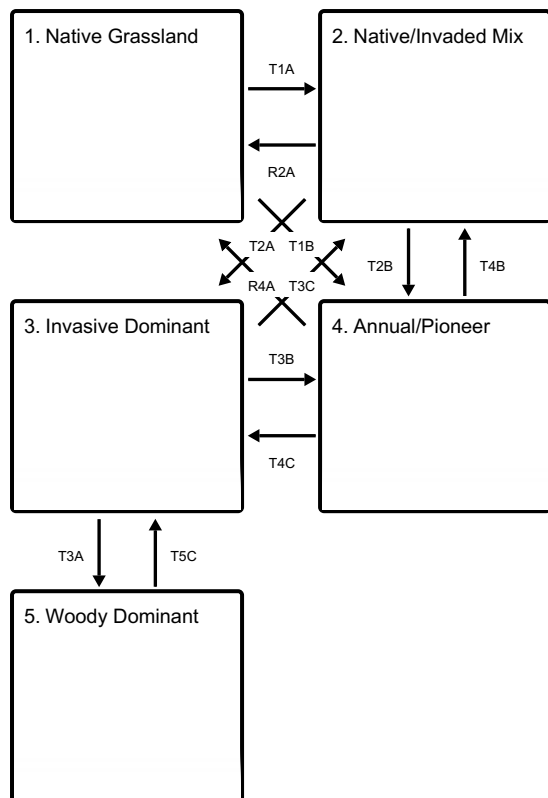 1. Native Grassland
2. Native/Invaded Mix
T1A
R2A
T2A
T1B
T2B
T4B
R4A
T3C
3. Invasive Dominant
4. Annual/Pioneer
T3B
T4C
T3A
T5C
5. Woody Dominant